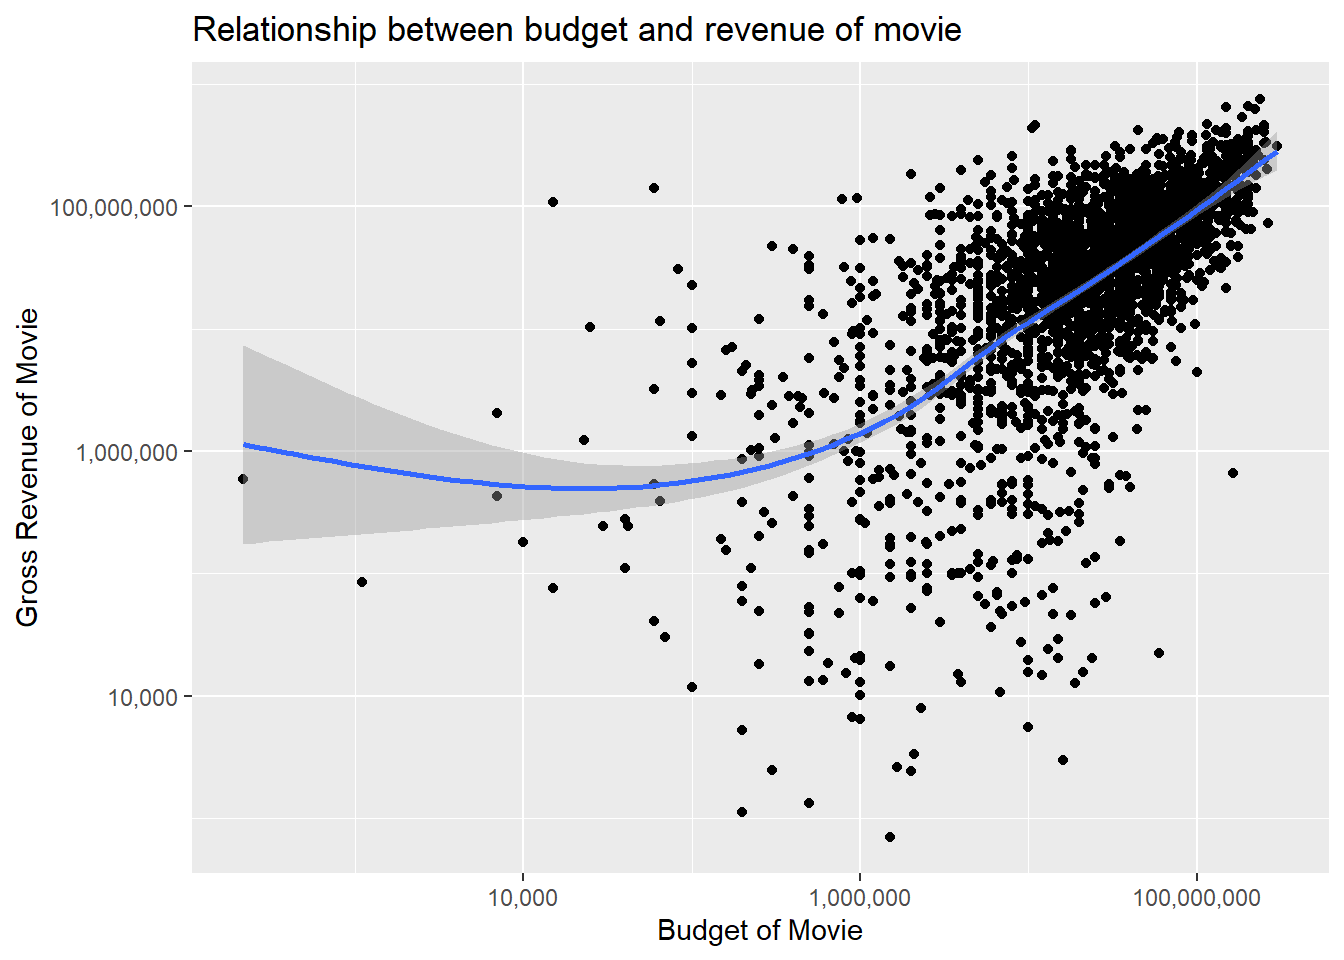 Relationship between budget and revenue of movie
Gross Revenue of Movie
100,000,000
1,000,000
10,000
10,000
1,000,000
100,000,000
Budget of Movie